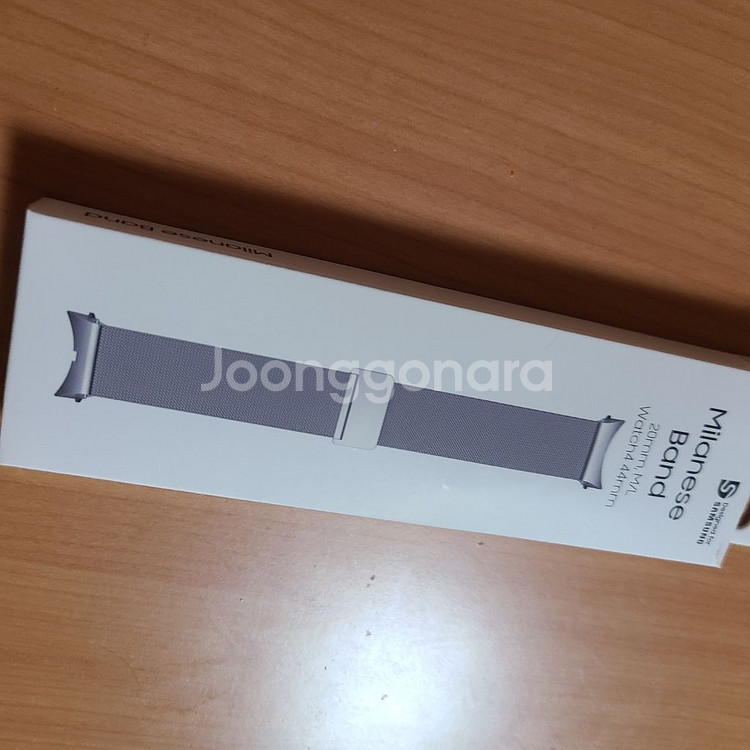 Milanese Band
Joonggonara
Milanese
Band
20mm, M/L
Watch4 44mm
Designed for
SAMSUNG